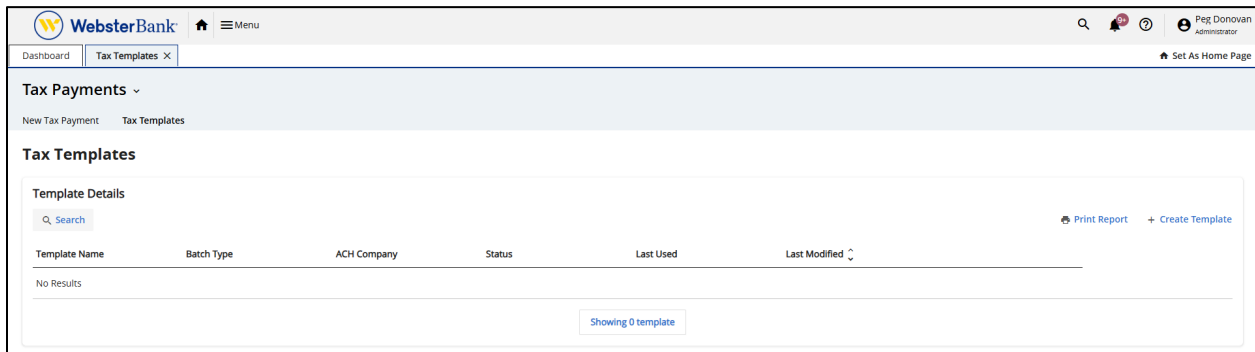 WebsterBank Menu 9+ Peg Donovan
Administrator
Dashboard Tax Templates Set As Home Page
Tax Payments
New Tax Payment Tax Templates
Tax Templates
Template Details
Search Print Report + Create Template
Template Name Batch Type ACH Company Status Last Used Last Modified
No Results
Showing 0 template